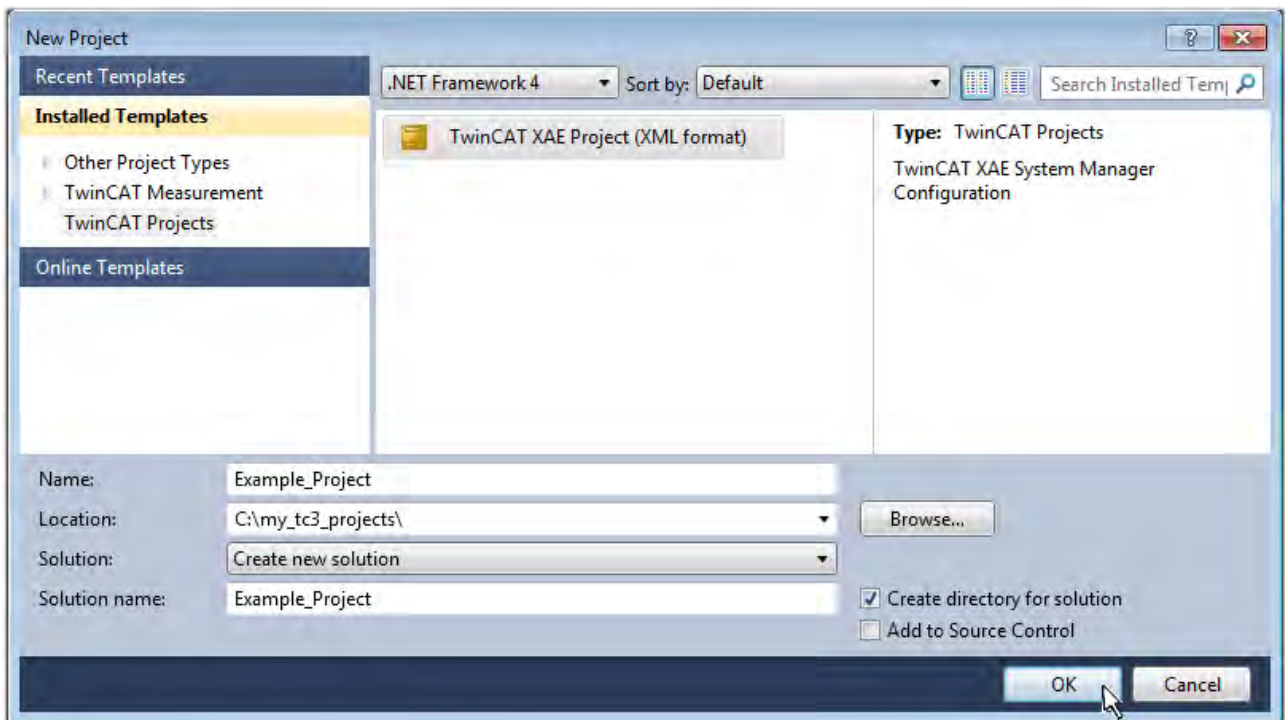 New Project
Recent Templates
Installed Templates
Other Project Types
TwinCAT Measurement
TwinCAT Projects
Online Templates
.NET Framework 4
Sort by: Default
Search Installed Tem
TwinCAT XAE Project (XML format)
Type: TwinCAT Projects
TwinCAT XAE System Manager
Configuration
Name: Example_Project
Location: C:\my_tc3_projects\
Browse...
Solution: Create new solution
Solution name: Example_Project
Create directory for solution
Add to Source Control
OK
Cancel